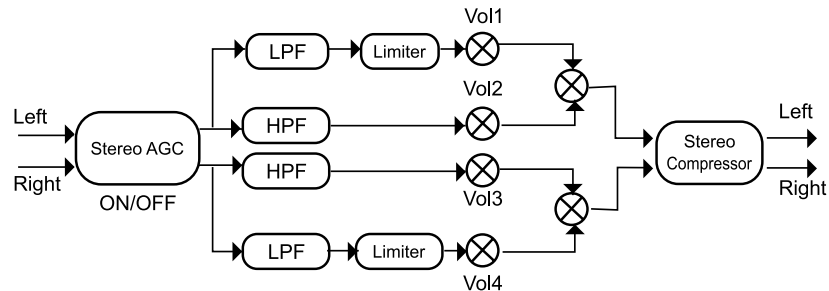 Vol1
LPF
Limiter
Left
Stereo AGC
Right
ON/OFF
Vol2
HPF
HPF
Vol3
LPF
Limiter
Vol4
Stereo
Compressor
Left
Right